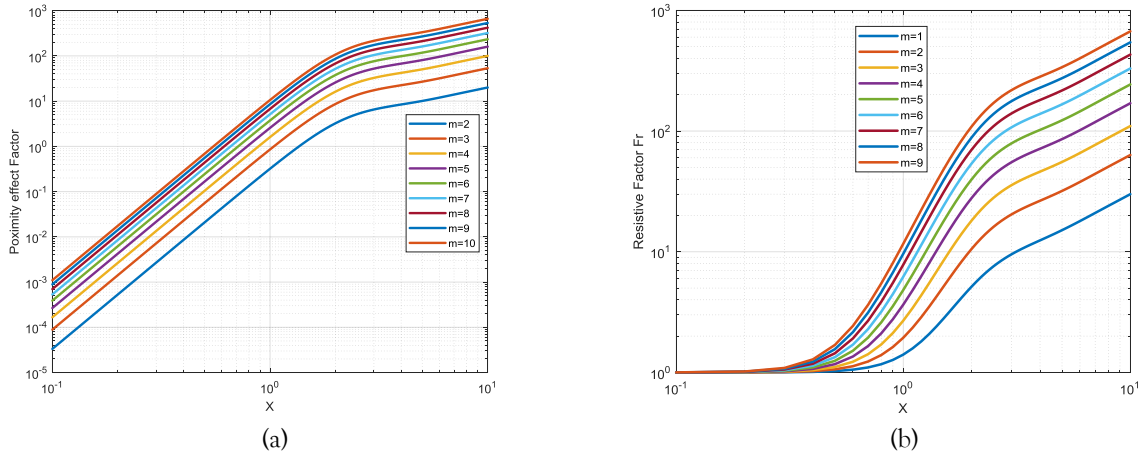 10^3
10^2
10^1
10^0
10^-1
10^-2
10^-3
10^-4
10^-5
Poximity effect Factor
m=2
m=3
m=4
m=5
m=6
m=7
m=8
m=9
m=10
10^-1
10^0
10^1
X
(a)
10^3
10^2
10^1
10^0
Resistive Factor Fr
m=1
m=2
m=3
m=4
m=5
m=6
m=7
m=8
m=9
10^-1
10^0
10^1
X
(b)